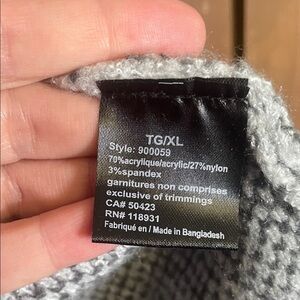 TG/XL
Style: 900059
70%acrylique/acrylic/27%nylon
3%spandex
garnitures non comprises
exclusive of trimmings
CA# 50423
RN# 118931
Fabriqué en / Made in Bangladesh